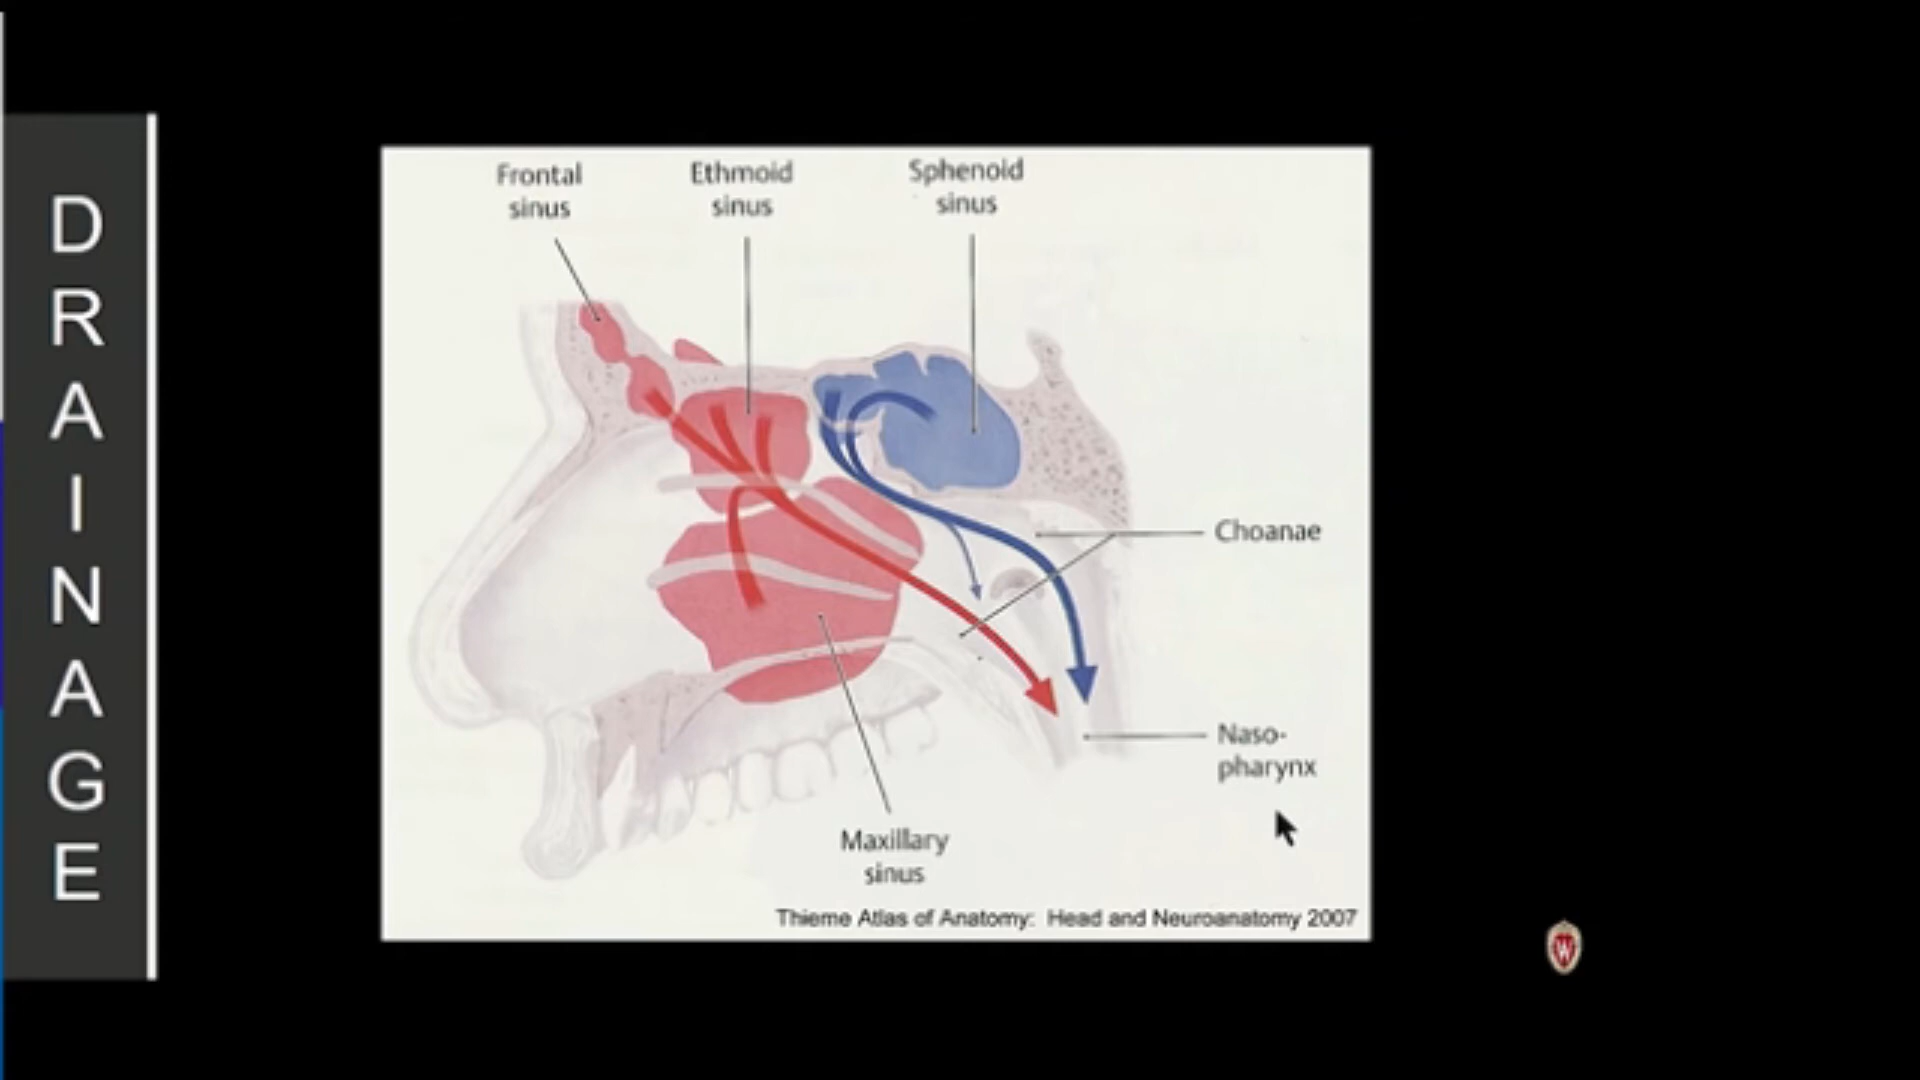 DRAINAGE
Frontal
sinus
Ethmoid
sinus
Sphenoid
sinus
Choanae
Naso-
pharynx
Maxillary
sinus
Thieme Atlas of Anatomy: Head and Neuroanatomy 2007
W